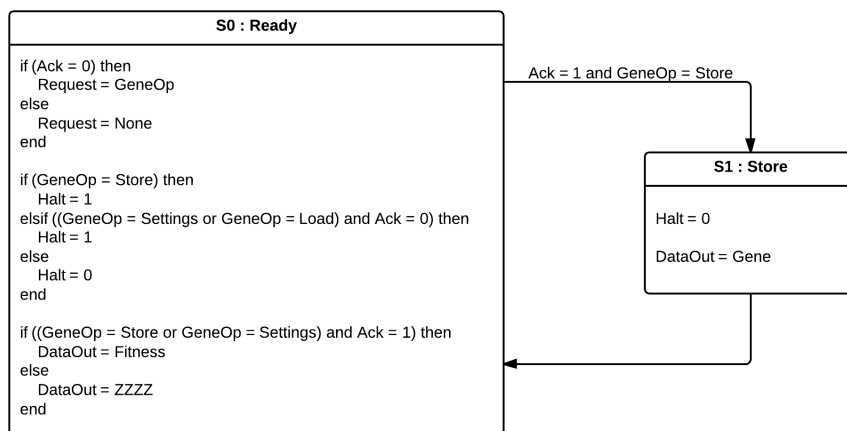 S0 : Ready
if (Ack = 0) then
Request = GeneOp
else
Request = None
end
if (GeneOp = Store) then
Halt = 1
elsif ((GeneOp = Settings or GeneOp = Load) and Ack = 0) then
Halt = 1
else
Halt = 0
end
if ((GeneOp = Store or GeneOp = Settings) and Ack = 1) then
DataOut = Fitness
else
DataOut = ZZZZ
end
Ack = 1 and GeneOp = Store
S1 : Store
Halt = 0
DataOut = Gene